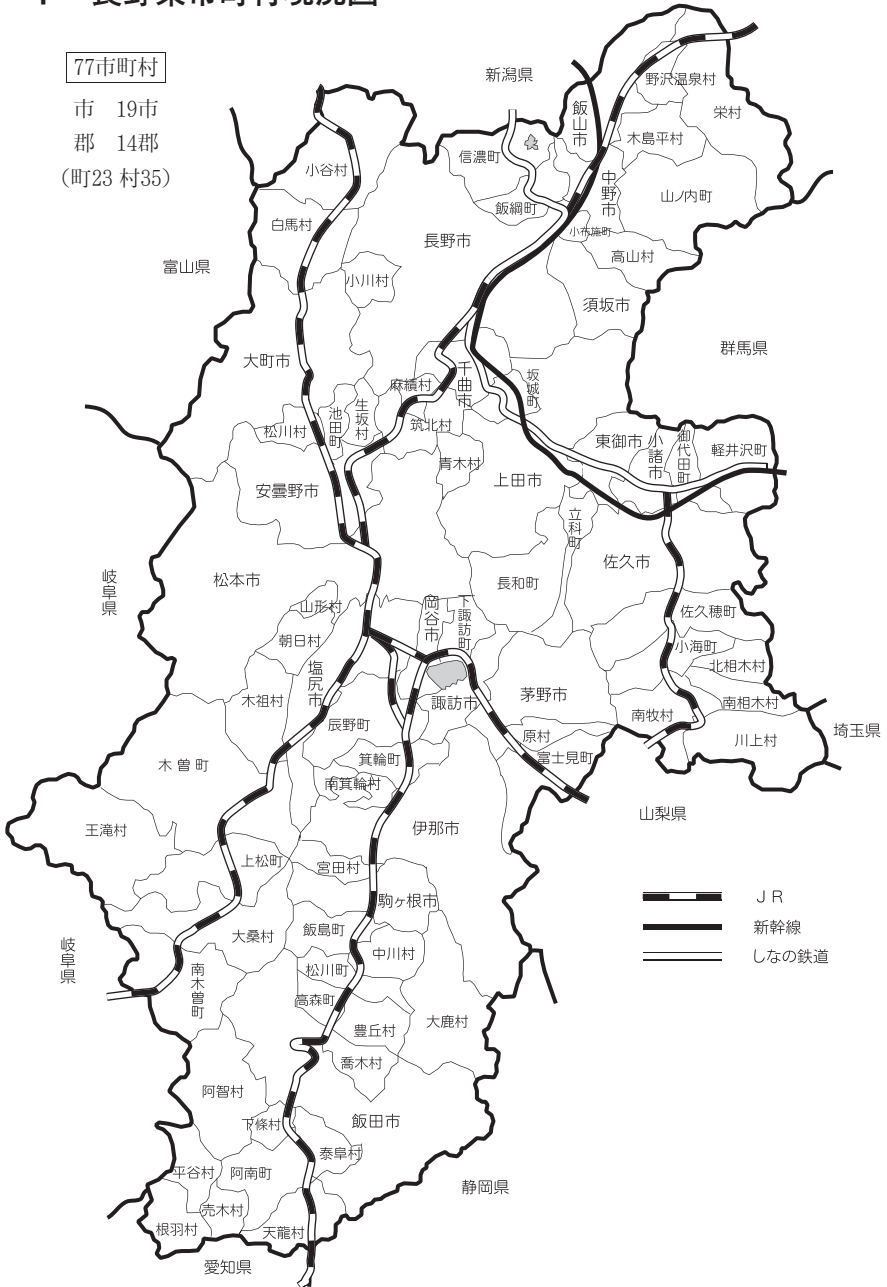 長野県市町村境界図
77市町村
市 19市
郡 14郡
(町23 村35)
新潟県
富山県
群馬県
岐阜県
岐阜県
埼玉県
山梨県
静岡県
愛知県
野沢温泉村
栄村
飯山市
木島平村
信濃町
小谷村
中野市
山ノ内町
飯綱町
白馬村
小布施町
長野市
高山村
小川村
須坂市
大町市
千曲市
坂城町
麻績村
生坂村
池田町
松川村
筑北村
東御市
小諸市
御代田町
軽井沢町
青木村
上田市
安曇野市
立科町
佐久市
松本市
長和町
山形村
岡谷市
下諏訪町
佐久穂町
朝日村
小海町
北相木村
塩尻市
木祖村
諏訪市
茅野市
南相木村
南牧村
辰野町
原村
川上村
富士見町
箕輪町
木曽町
南箕輪村
王滝村
伊那市
上松町
宮田村
駒ヶ根市
大桑村
飯島町
中川村
松川町
南木曽町
高森町
大鹿村
豊丘村
喬木村
阿智村
飯田市
下條村
泰阜村
平谷村
阿南町
売木村
根羽村
天龍村
JR
新幹線
しなの鉄道